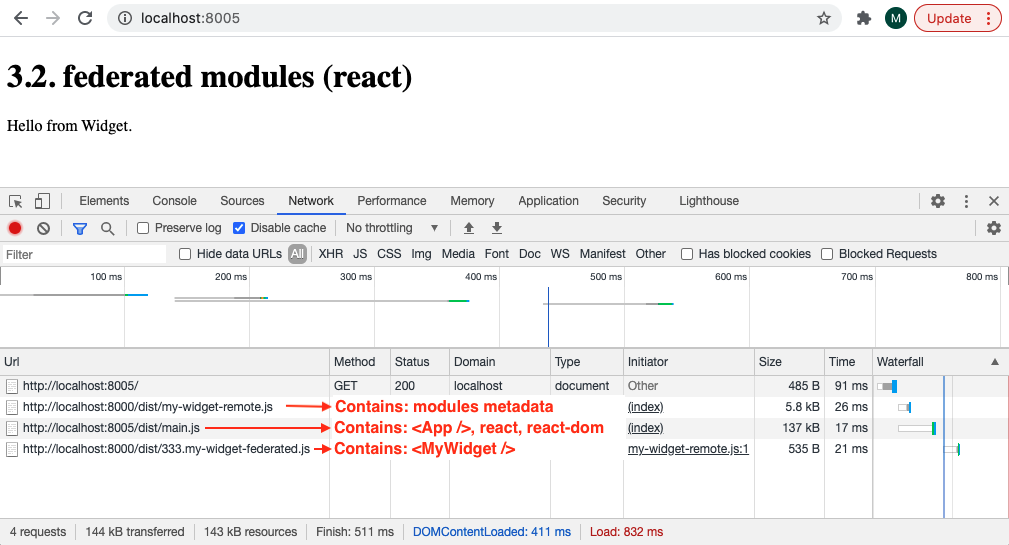 localhost:8005
M
Update
3.2. federated modules (react)
Hello from Widget.
Elements Console Sources Network Performance Memory Application Security Lighthouse
Preserve log Disable cache No throttling
Filter Hide data URLs All XHR JS CSS Img Media Font Doc WS Manifest Other Has blocked cookies Blocked Requests
100 ms 200 ms 300 ms 400 ms 500 ms 600 ms 700 ms 800 ms
Url Method Status Domain Type Initiator Size Time Waterfall
http://localhost:8005/ GET 200 localhost document Other 485 B 91 ms
http://localhost:8000/dist/my-widget-remote.js Contains: modules metadata (index) 5.8 kB 26 ms
http://localhost:8005/dist/main.js Contains: <App />, react, react-dom (index) 137 kB 17 ms
http://localhost:8000/dist/333.my-widget-federated.js Contains: <MyWidget /> my-widget-remote.js:1 535 B 21 ms
4 requests 144 kB transferred 143 kB resources Finish: 511 ms DOMContentLoaded: 411 ms Load: 832 ms